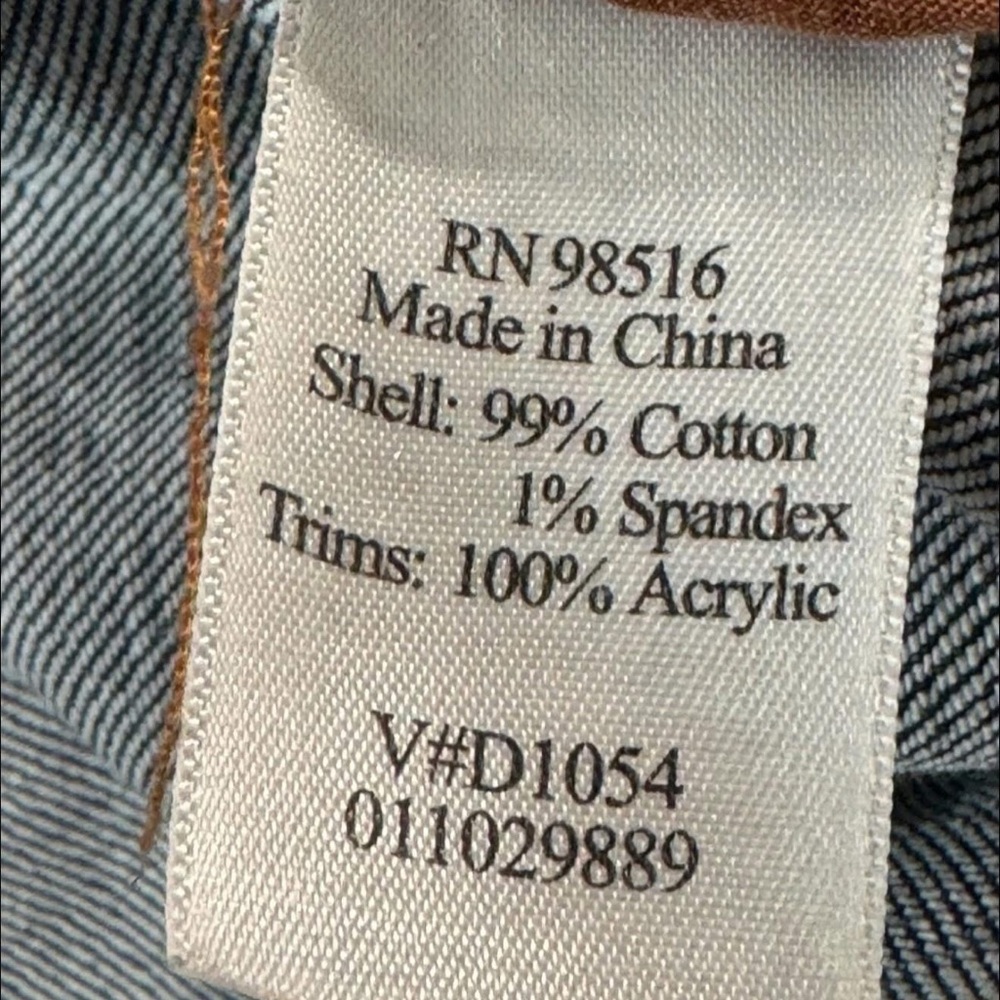 RN 98516
Made in China
Shell: 99% Cotton
1% Spandex
Trims: 100% Acrylic
V#D1054
011029889